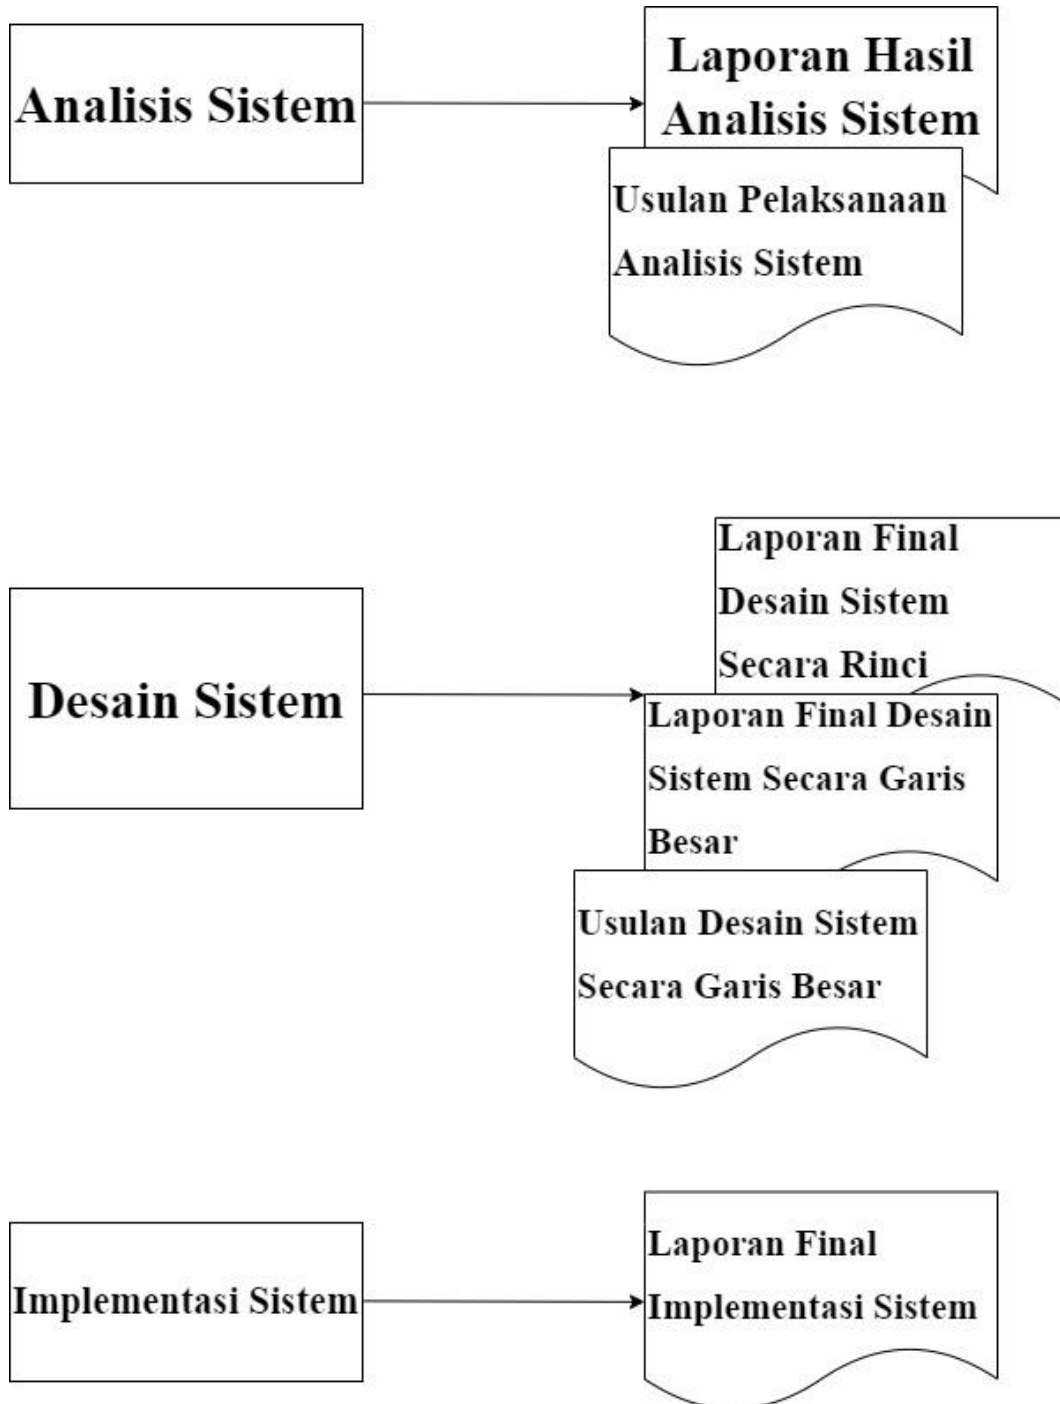 Analisis Sistem
Laporan Hasil
Analisis Sistem
Usulan Pelaksanaan
Analisis Sistem
Desain Sistem
Laporan Final
Desain Sistem
Secara Rinci
Laporan Final Desain
Sistem Secara Garis
Besar
Usulan Desain Sistem
Secara Garis Besar
Implementasi Sistem
Laporan Final
Implementasi Sistem